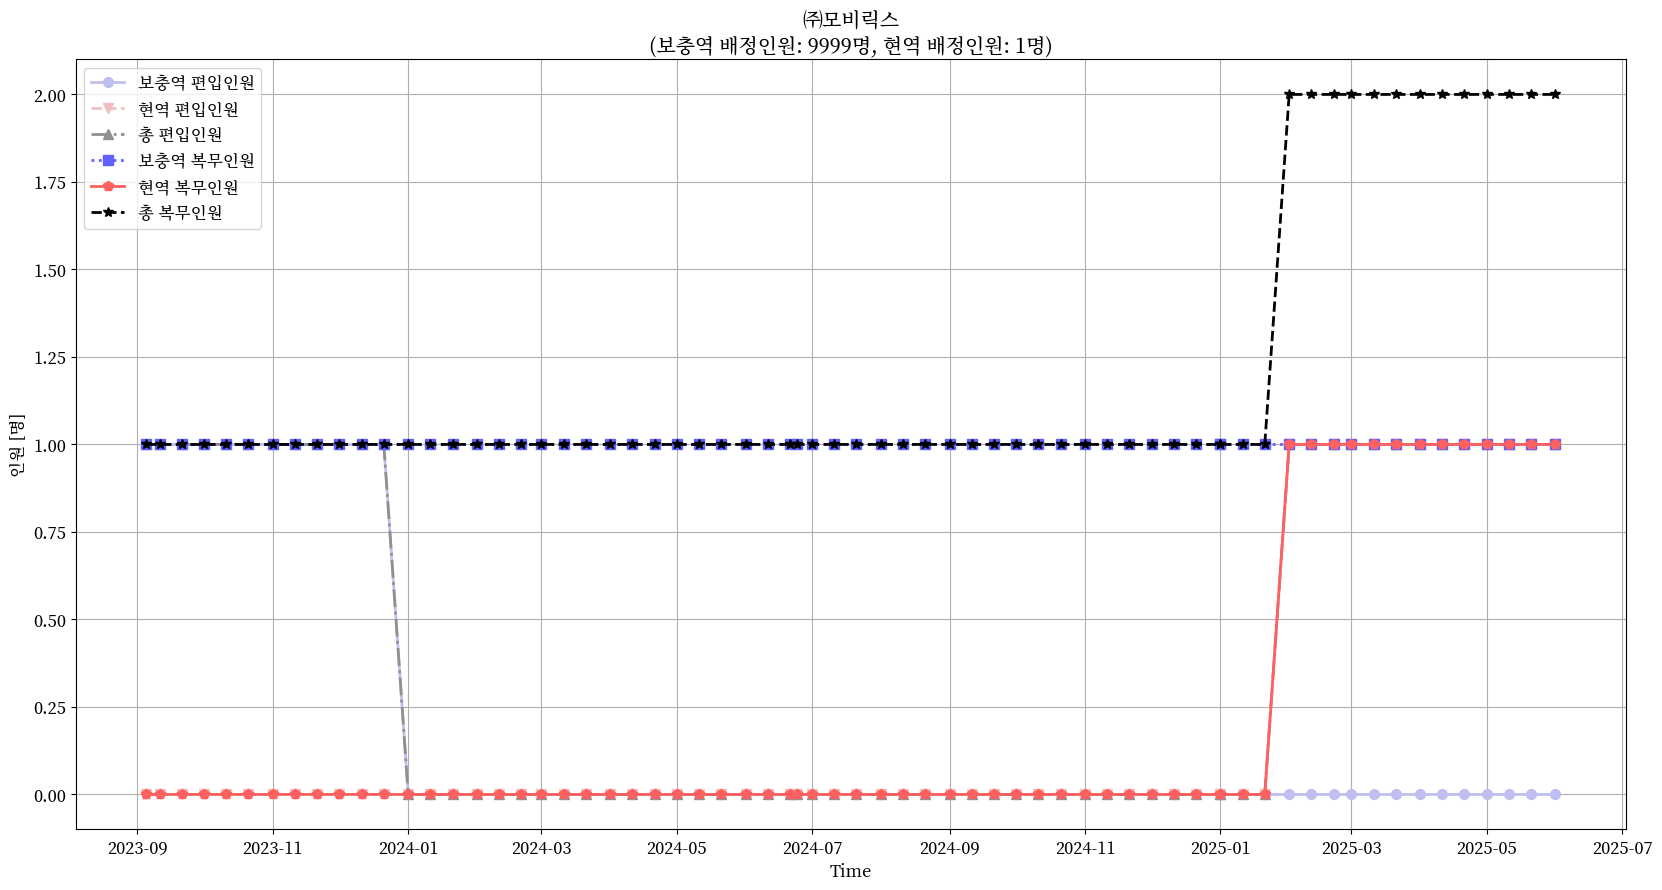 ㈜모비릭스
(보충역 배정인원: 9999명, 현역 배정인원: 1명)
보충역 편입인원
현역 편입인원
총 편입인원
보충역 복무인원
현역 복무인원
총 복무인원
2.00
1.75
1.50
1.25
1.00
0.75
0.50
0.25
0.00
인원 [명]
2023-09
2023-11
2024-01
2024-03
2024-05
2024-07
2024-09
2024-11
2025-01
2025-03
2025-05
2025-07
Time